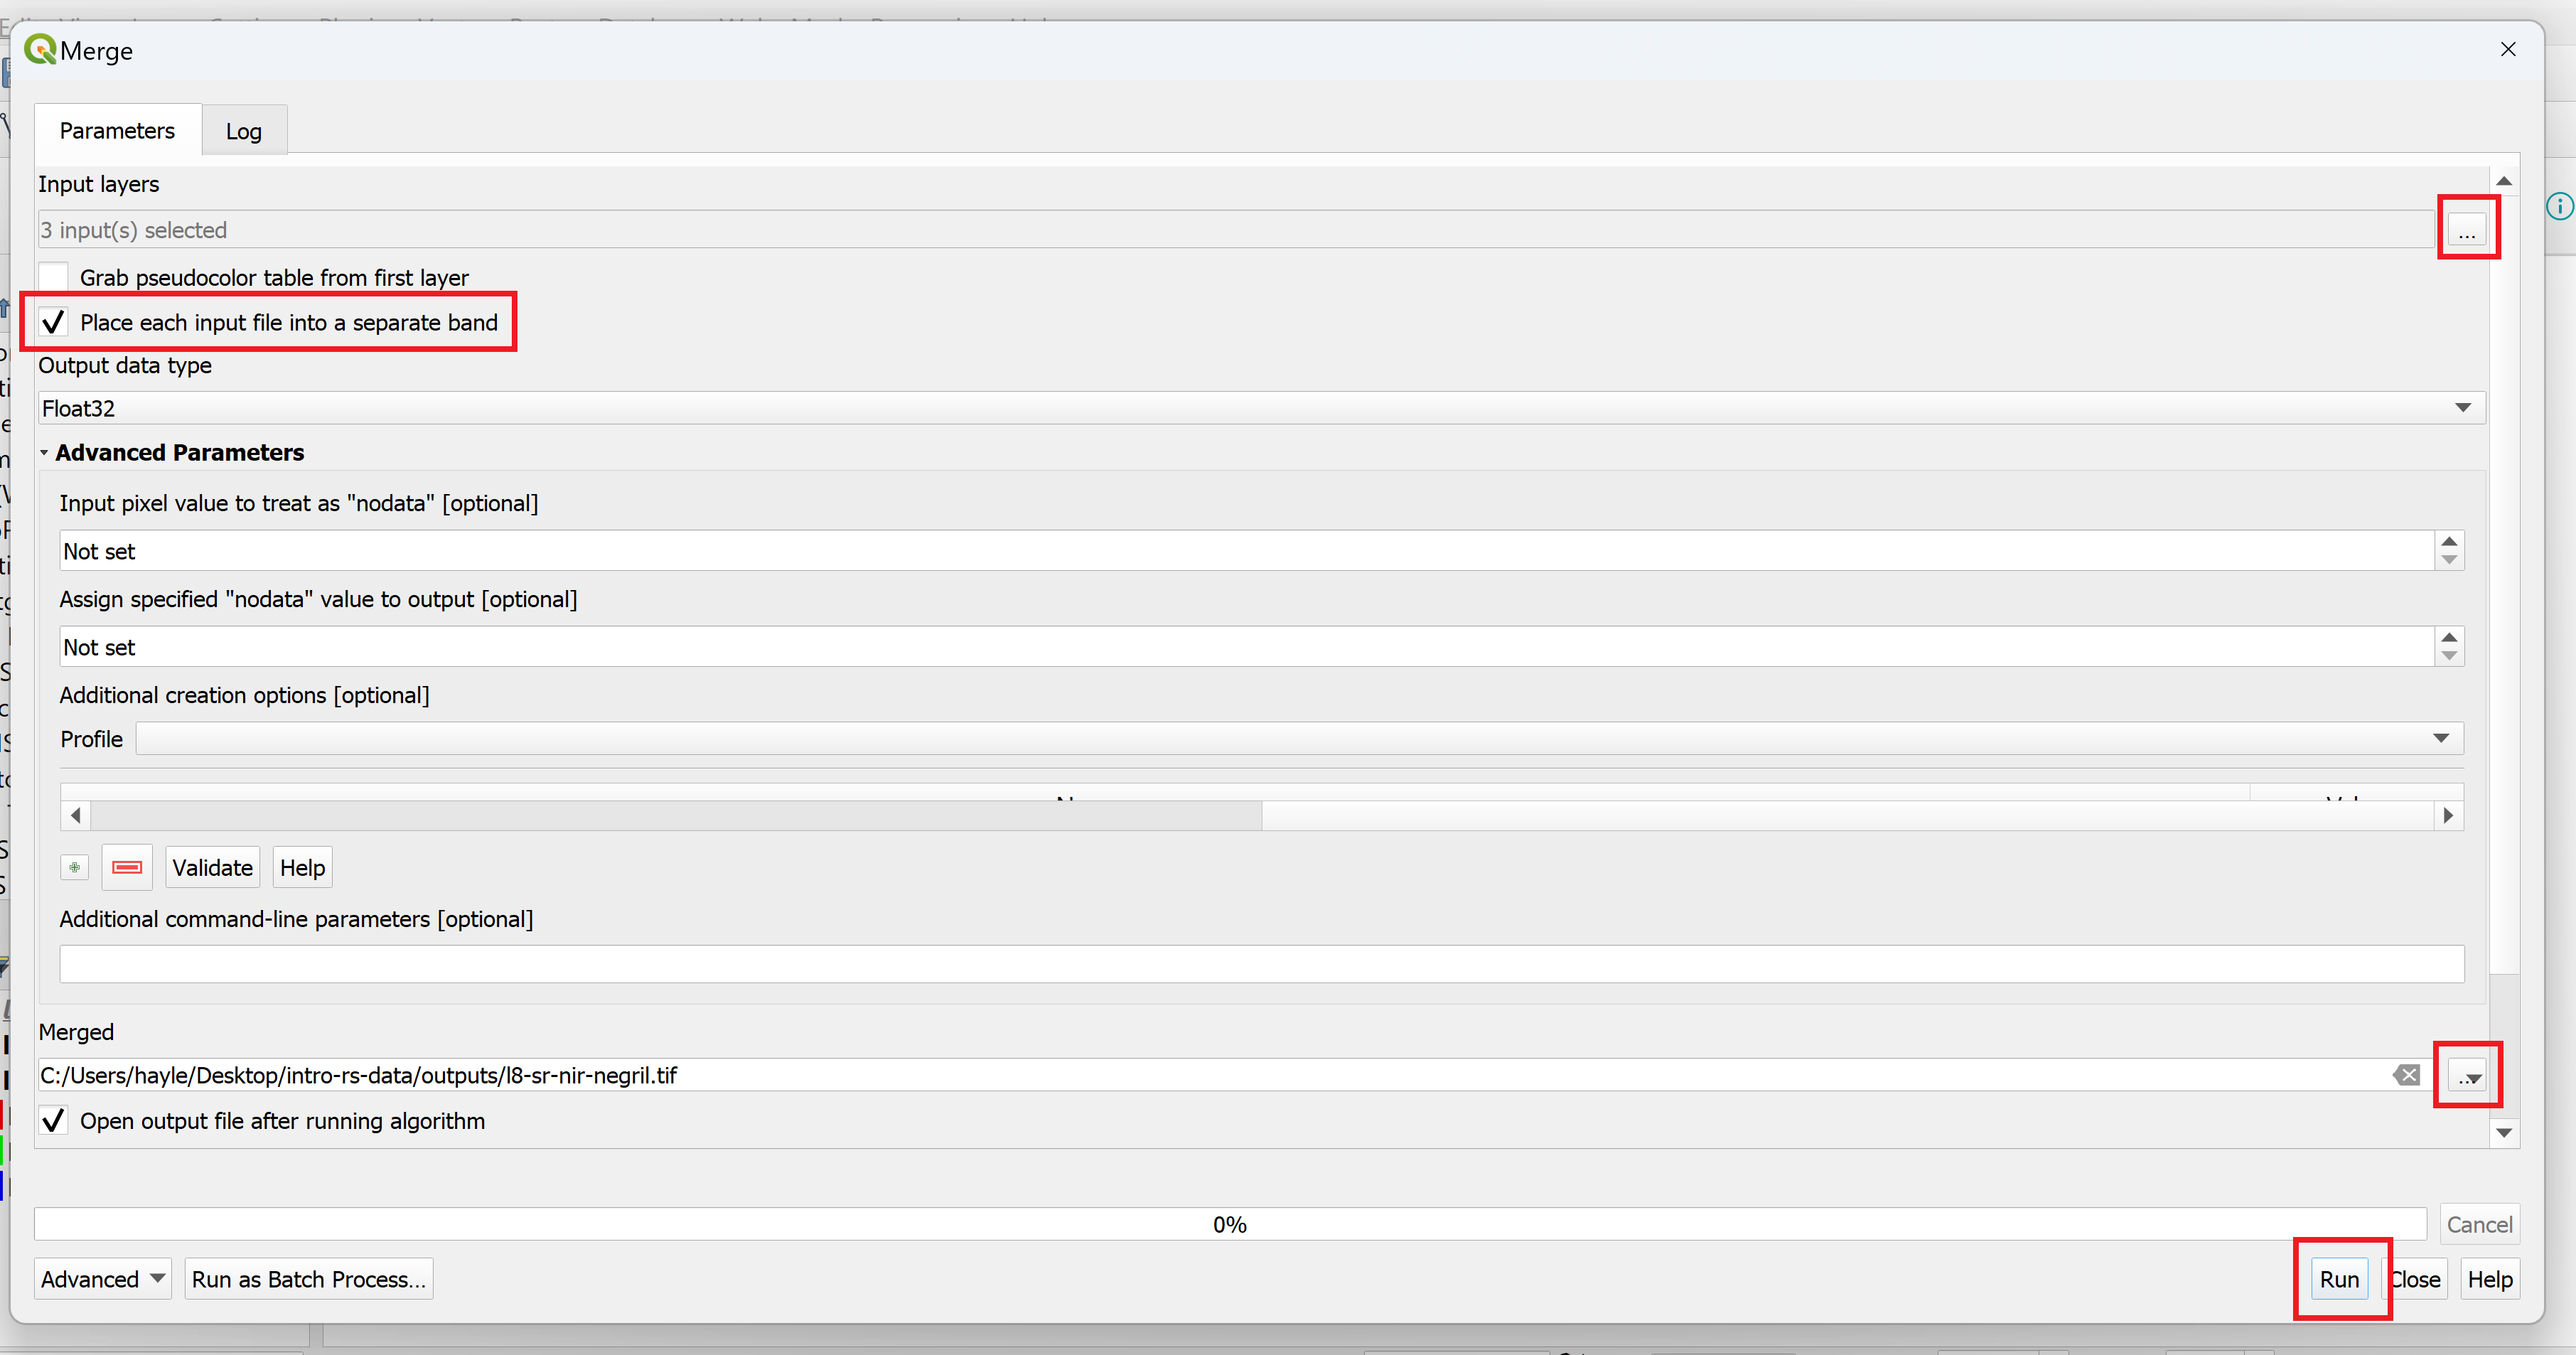 Merge
Parameters
Log
Input layers
3 input(s) selected
...
Grab pseudocolor table from first layer
Place each input file into a separate band
Output data type
Float32
Advanced Parameters
Input pixel value to treat as "nodata" [optional]
Not set
Assign specified "nodata" value to output [optional]
Not set
Additional creation options [optional]
Profile
Validate
Help
Additional command-line parameters [optional]
Merged
C:/Users/hayle/Desktop/intro-rs-data/outputs/l8-sr-nir-negril.tif
...
Open output file after running algorithm
0%
Cancel
Advanced
Run as Batch Process...
Run
Close
Help